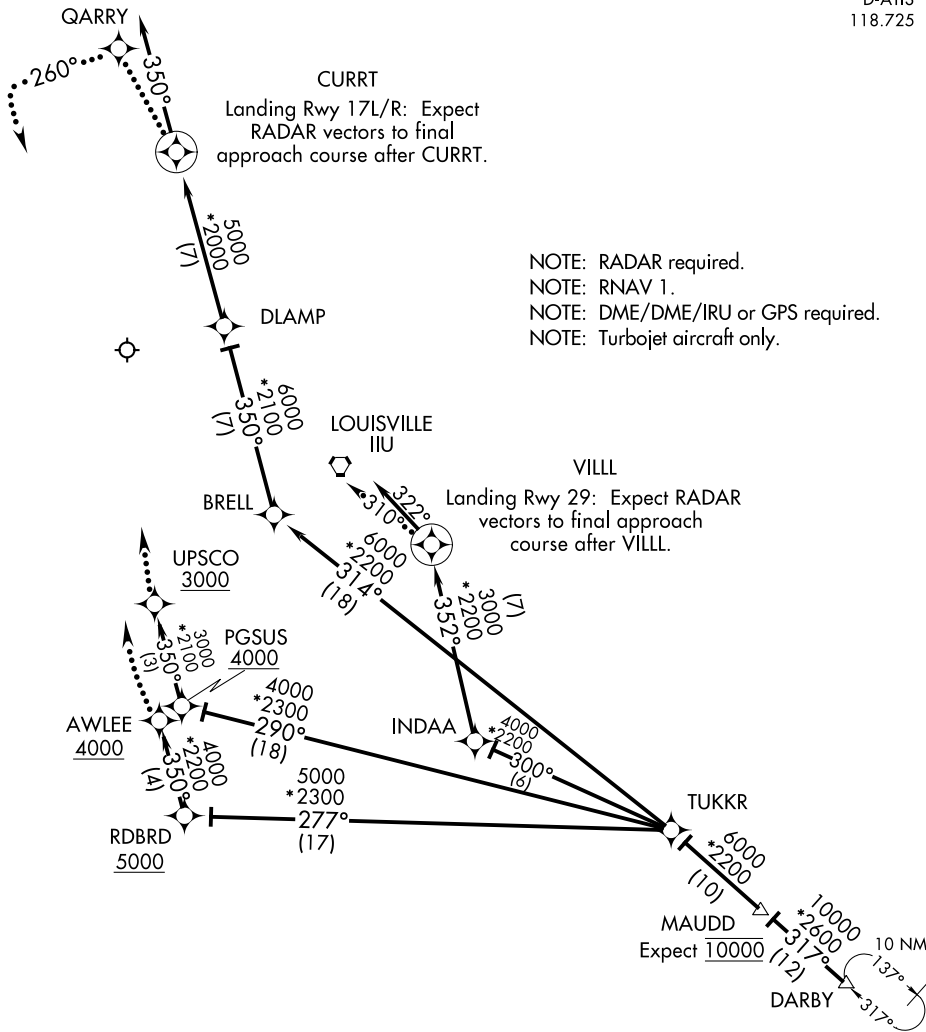 D-ATIS
118.725
QARRY
260°
350°
CURRT
Landing Rwy 17L/R: Expect
RADAR vectors to final
approach course after CURRT.
5000
*2000
(7)
NOTE: RADAR required.
NOTE: RNAV 1.
NOTE: DME/DME/IRU or GPS required.
NOTE: Turbojet aircraft only.
DLAMP
6000
*2100
350°
(7)
LOUISVILLE
IIU
VILLL
Landing Rwy 29: Expect RADAR
vectors to final approach
course after VILLL.
322°
310°
BRELL
6000
*2200
314°
(18)
(7)
3000
*2200
352°
UPSCO
3000
3000
*2100
350°
(3)
PGSUS
4000
AWLEE
4000
4000
*2300
290°
(18)
INDAA
4000
*2200
300°
(6)
4000
*2200
350°
(4)
5000
*2300
277°
(17)
RDBRD
5000
TUKKR
6000
*2200
(10)
MAUDD
Expect 10000
10000
*2600
317°
(12)
DARBY
10 NM
137°
317°